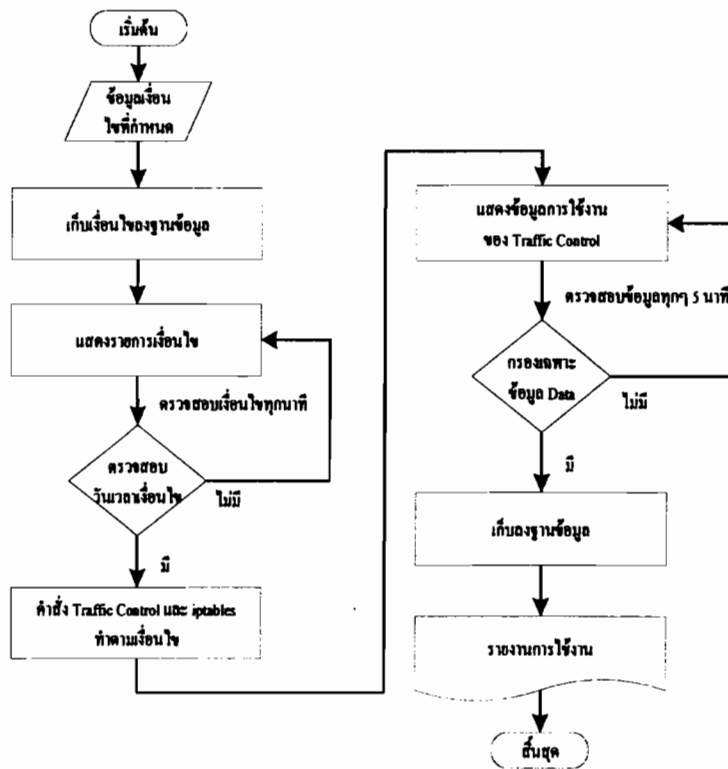 เริ่มต้น
ข้อมูลเงื่อน
ไขที่กำหนด
เก็บเงื่อนไขลงฐานข้อมูล
แสดงรายการเงื่อนไข
ตรวจสอบเงื่อนไขทุกนาที
ตรวจสอบ
วันเวลาเงื่อนไข
ไม่มี
มี
คำสั่ง Traffic Control และ iptables
ทำตามเงื่อนไข
แสดงข้อมูลการใช้งาน
ของ Traffic Control
ตรวจสอบข้อมูลทุกๆ 5 นาที
กรองเฉพาะ
ข้อมูล Data
ไม่มี
มี
เก็บลงฐานข้อมูล
รายงานการใช้งาน
สิ้นสุด